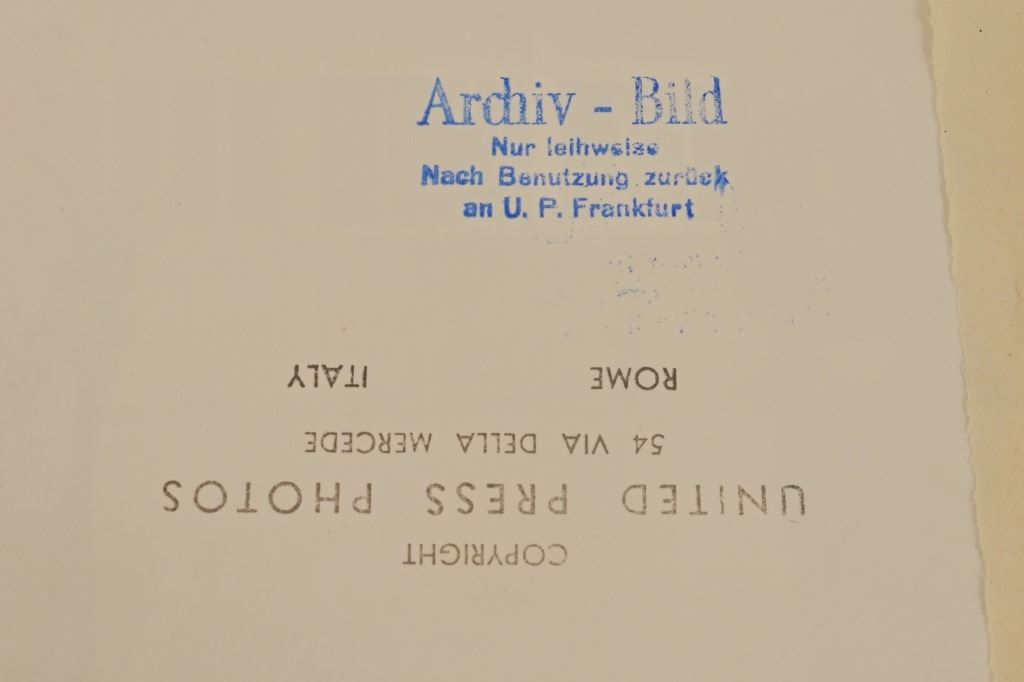 Archiv - Bild
Nur leihweise
Nach Benutzung zurück
an U. P. Frankfurt
COPYRIGHT
UNITED PRESS PHOTOS
54 VIA DELLA MERCEDE
ROME ITALY